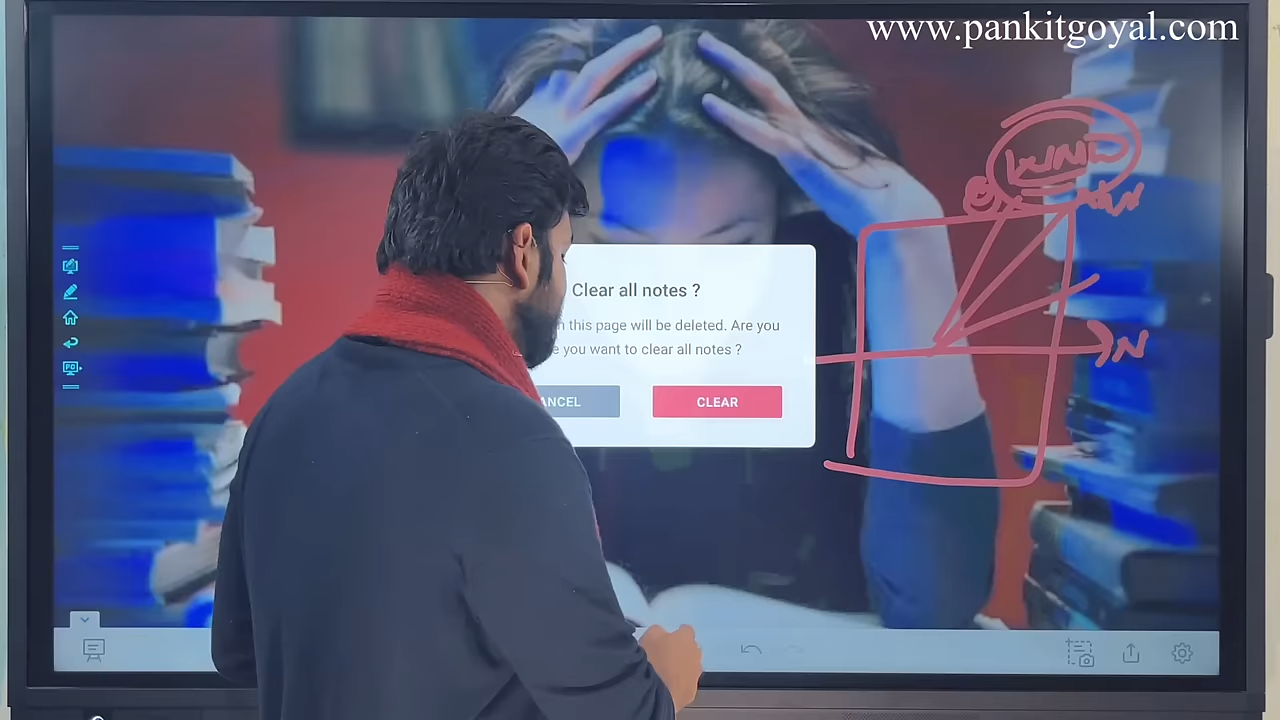 www.pankitgoyal.com
Clear all notes ?
this page will be deleted. Are you
you want to clear all notes ?
ANCEL
CLEAR
N